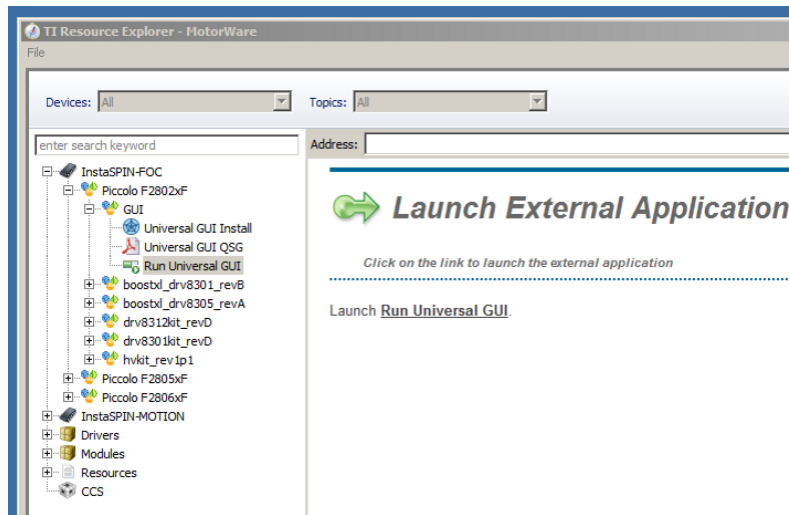 TI Resource Explorer - MotorWare
File
Devices: All Topics: All
enter search keyword
Address:
InstaSPIN-FOC
Piccolo F2802xF
GUI
Universal GUI Install
Universal GUI QSG
Run Universal GUI
boostxl_drv8301_revB
boostxl_drv8305_revA
drv8312kit_revD
drv8301kit_revD
hvkit_rev1p1
Piccolo F2805xF
Piccolo F2806xF
InstaSPIN-MOTION
Drivers
Modules
Resources
CCS
Launch External Application
Click on the link to launch the external application
Launch Run Universal GUI.